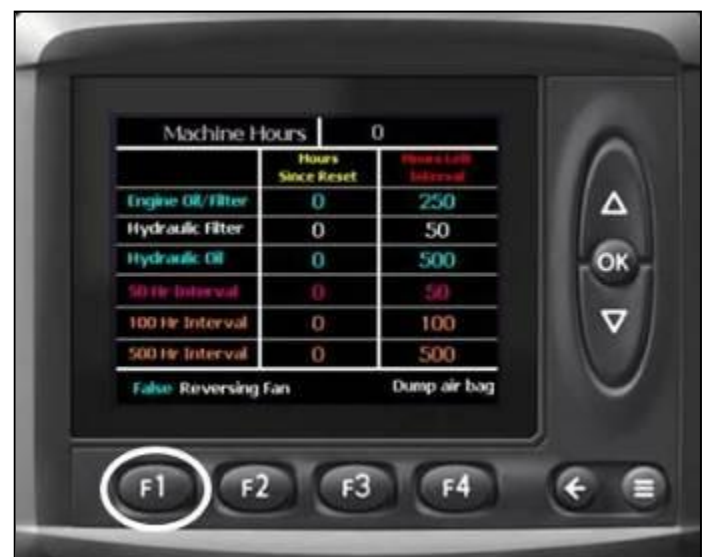 Machine Hours 0
Hours Since Reset Hours Left Interval
Engine Oil/Filter 0 250
Hydraulic Filter 0 50
Hydraulic Oil 0 500
50 Hr Interval 0 50
100 Hr Interval 0 100
500 Hr Interval 0 500
False Reversing Fan Dump air bag
OK
F1 F2 F3 F4